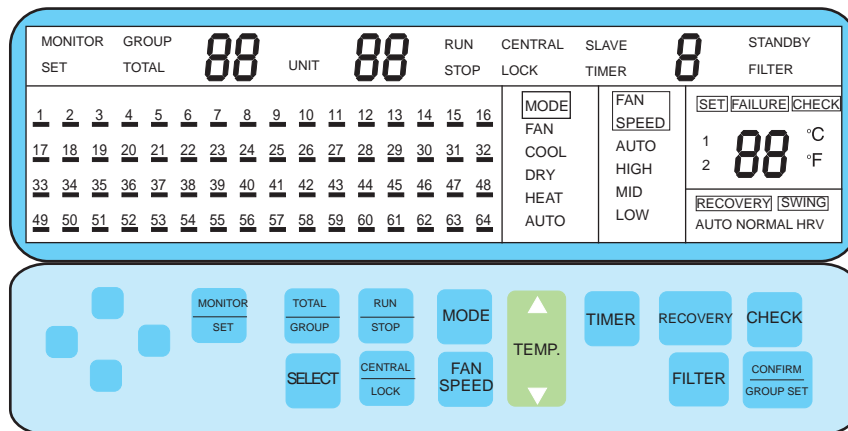 MONITOR GROUP 88 UNIT 88 RUN CENTRAL SLAVE 8 STANDBY
SET TOTAL STOP LOCK TIMER FILTER
1 2 3 4 5 6 7 8 9 10 11 12 13 14 15 16
17 18 19 20 21 22 23 24 25 26 27 28 29 30 31 32
33 34 35 36 37 38 39 40 41 42 43 44 45 46 47 48
49 50 51 52 53 54 55 56 57 58 59 60 61 62 63 64
MODE
FAN
COOL
DRY
HEAT
AUTO
FAN
SPEED
AUTO
HIGH
MID
LOW
SET FAILURE CHECK
1 88 °C
2 °F
RECOVERY SWING
AUTO NORMAL HRV
MONITOR
SET
TOTAL
GROUP
RUN
STOP
MODE
TEMP.
TIMER
RECOVERY
CHECK
SELECT
CENTRAL
LOCK
FAN
SPEED
FILTER
CONFIRM
GROUP SET